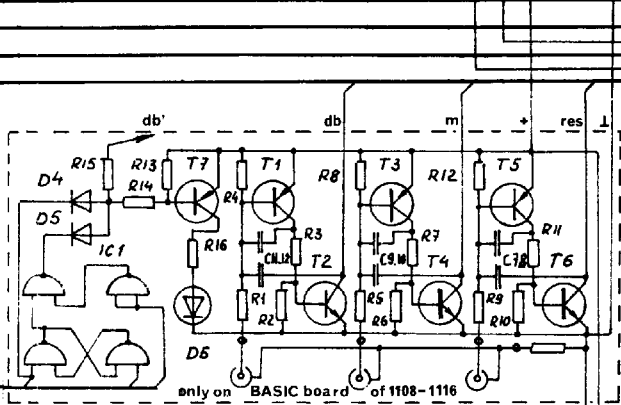 db' db m + res ⊥
R15 R13 T7 T1 R8 T3 R12 T5
D4 R14 R4
D5 R3 R7 R11
IC1 R16 C11,12 T2 C9,10 T4 C7,8 T6
R1 R5 R9
R2 R6 R10
D6
only on BASIC board of 1108-1116